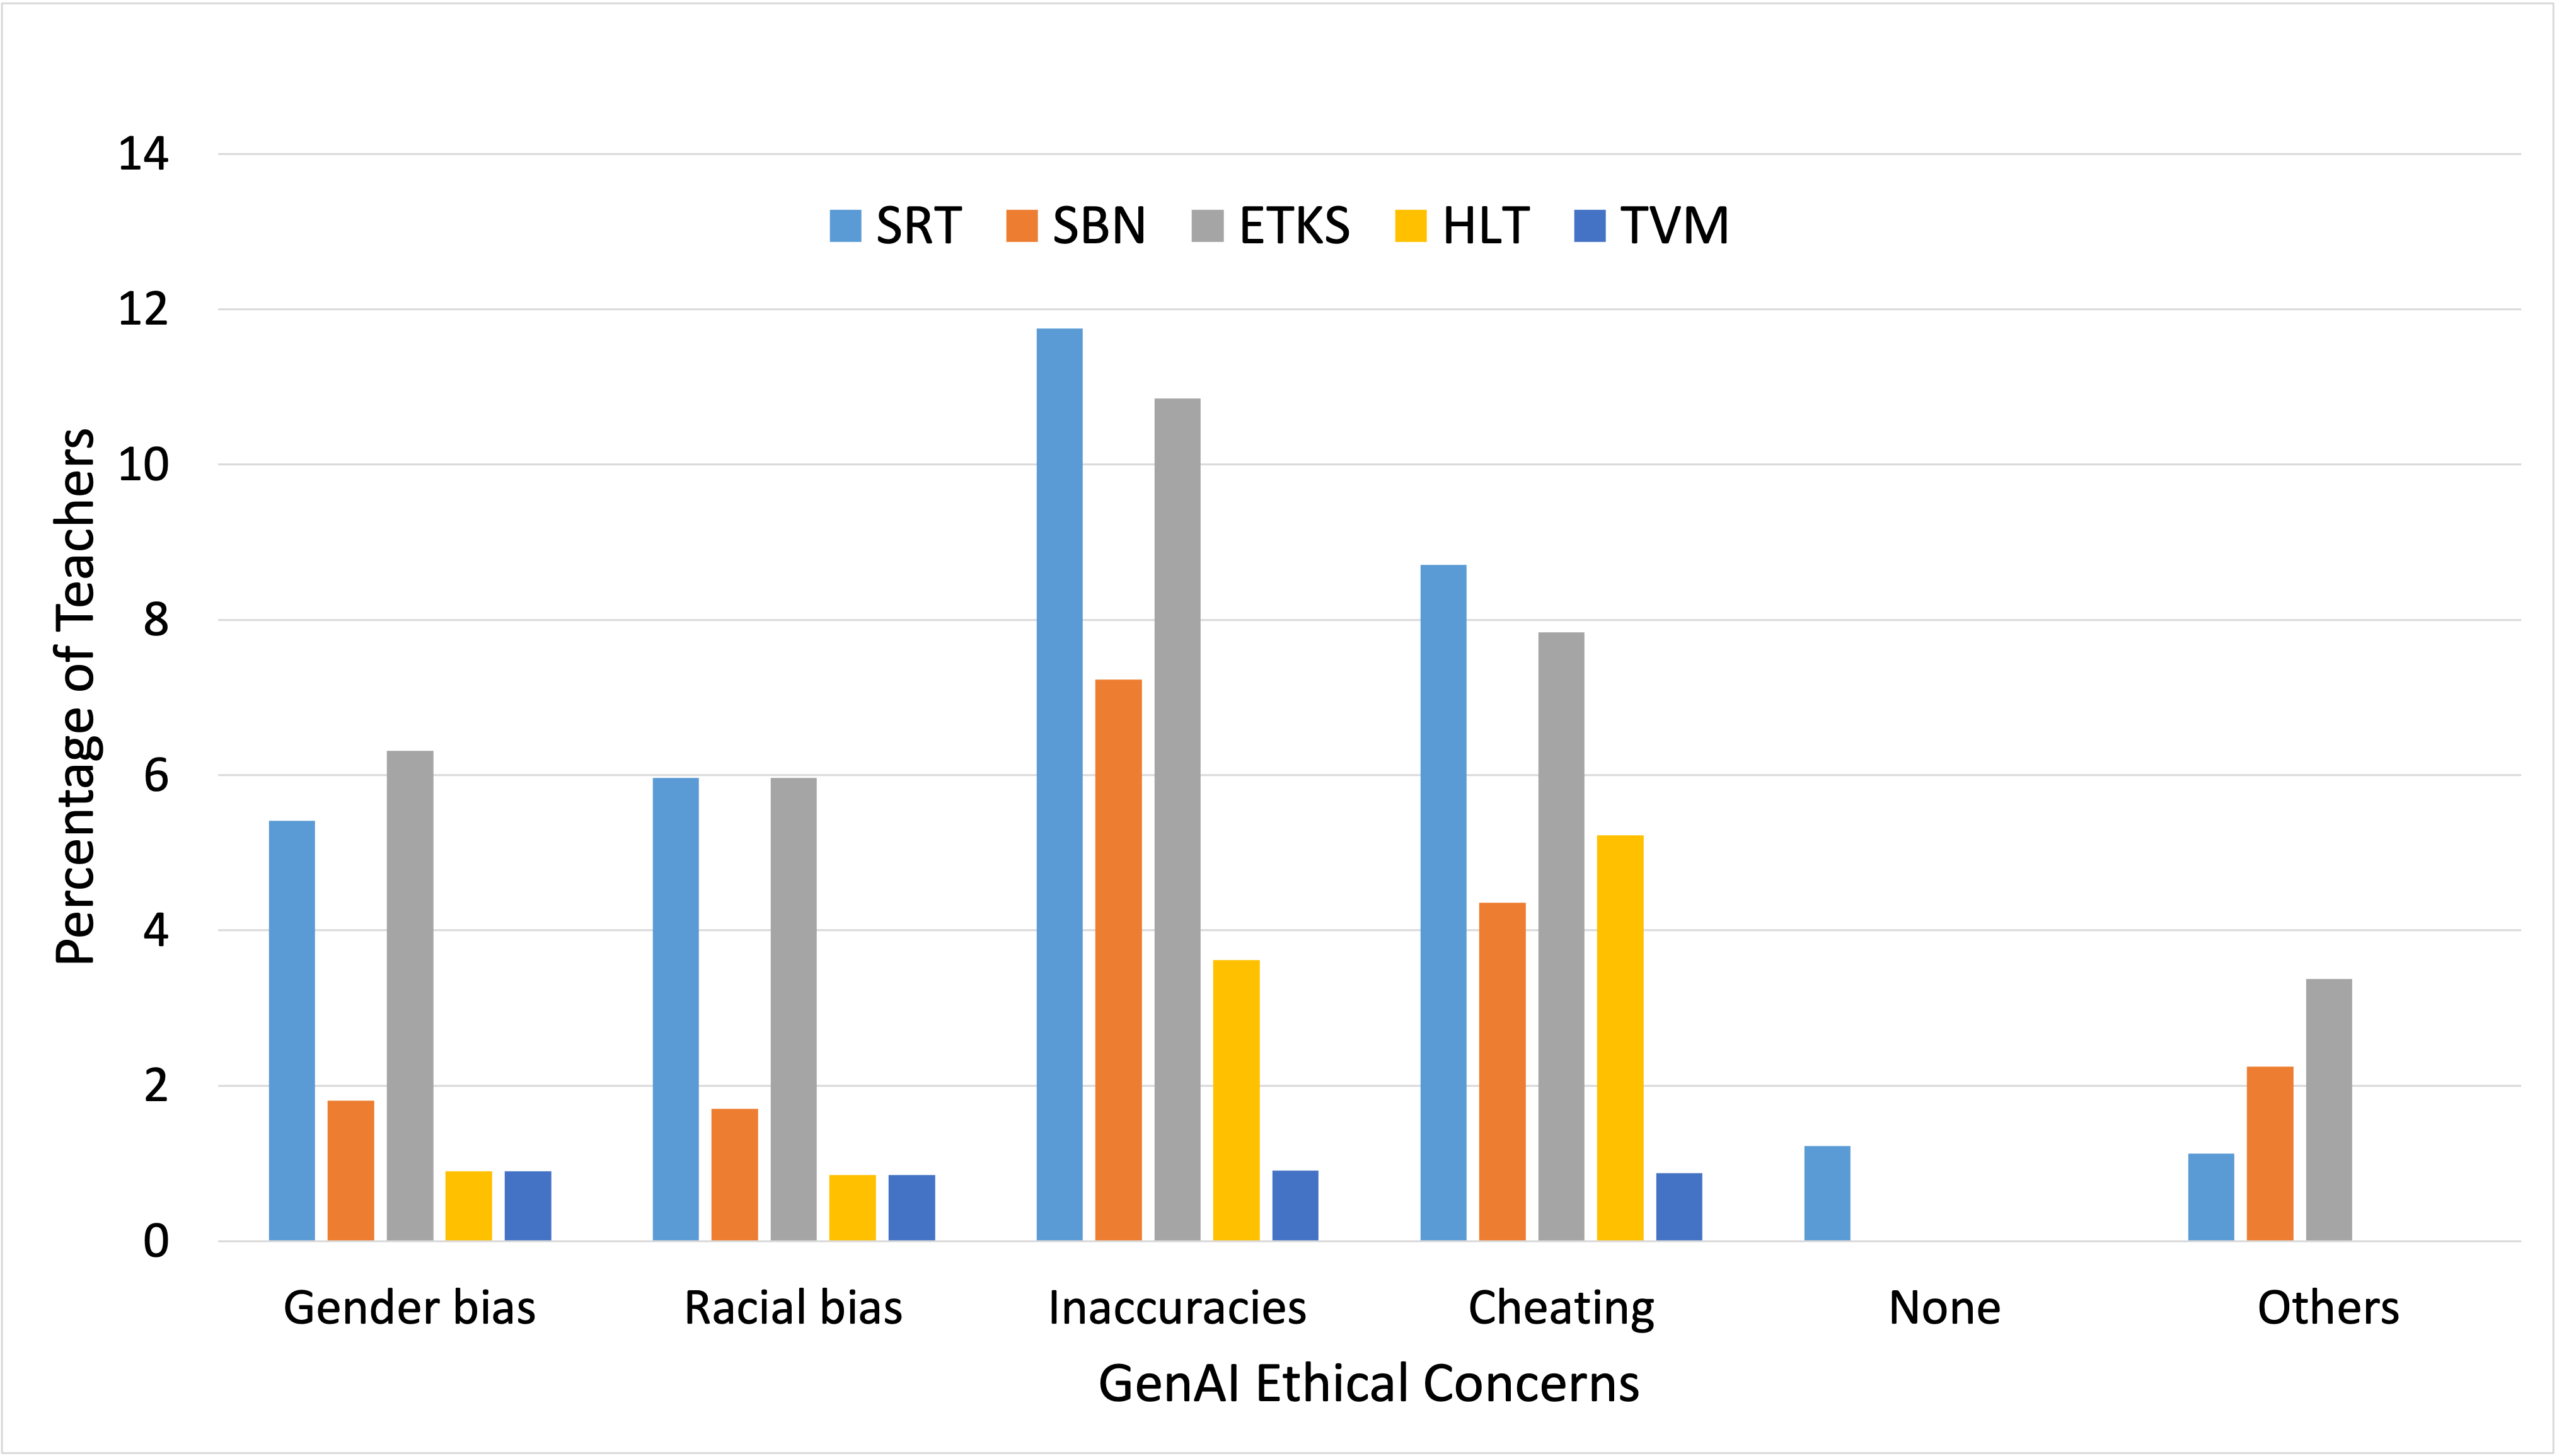 14
SRT SBN ETKS HLT TVM
12
10
8
6
4
2
0
Percentage of Teachers
Gender bias Racial bias Inaccuracies Cheating None Others
GenAI Ethical Concerns